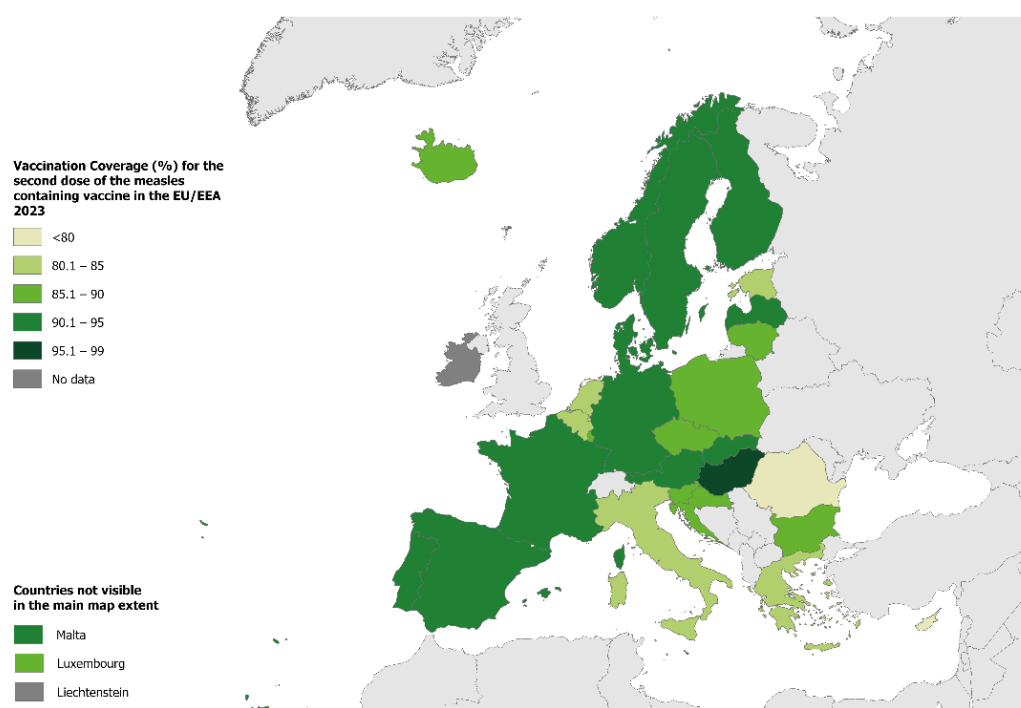 Vaccination Coverage (%) for the
second dose of the measles
containing vaccine in the EU/EEA
2023
<80
80.1 – 85
85.1 – 90
90.1 – 95
95.1 – 99
No data
Countries not visible
in the main map extent
Malta
Luxembourg
Liechtenstein